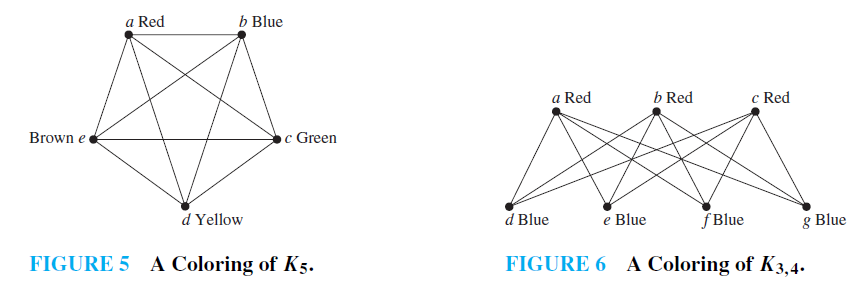 a Red
b Blue
Brown e
c Green
d Yellow
FIGURE 5 A Coloring of K5.
a Red
b Red
c Red
d Blue
e Blue
f Blue
g Blue
FIGURE 6 A Coloring of K3,4.